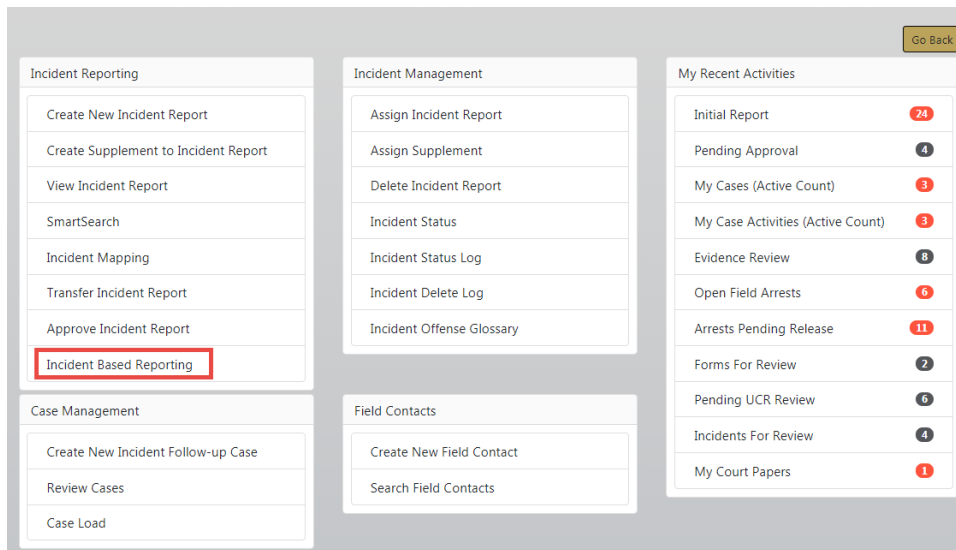 Go Back
Incident Reporting
Create New Incident Report
Create Supplement to Incident Report
View Incident Report
SmartSearch
Incident Mapping
Transfer Incident Report
Approve Incident Report
Incident Based Reporting
Incident Management
Assign Incident Report
Assign Supplement
Delete Incident Report
Incident Status
Incident Status Log
Incident Delete Log
Incident Offense Glossary
My Recent Activities
Initial Report 24
Pending Approval 4
My Cases (Active Count) 3
My Case Activities (Active Count) 3
Evidence Review 8
Open Field Arrests 6
Arrests Pending Release 11
Forms For Review 2
Pending UCR Review 6
Incidents For Review 4
My Court Papers 1
Case Management
Create New Incident Follow-up Case
Review Cases
Case Load
Field Contacts
Create New Field Contact
Search Field Contacts